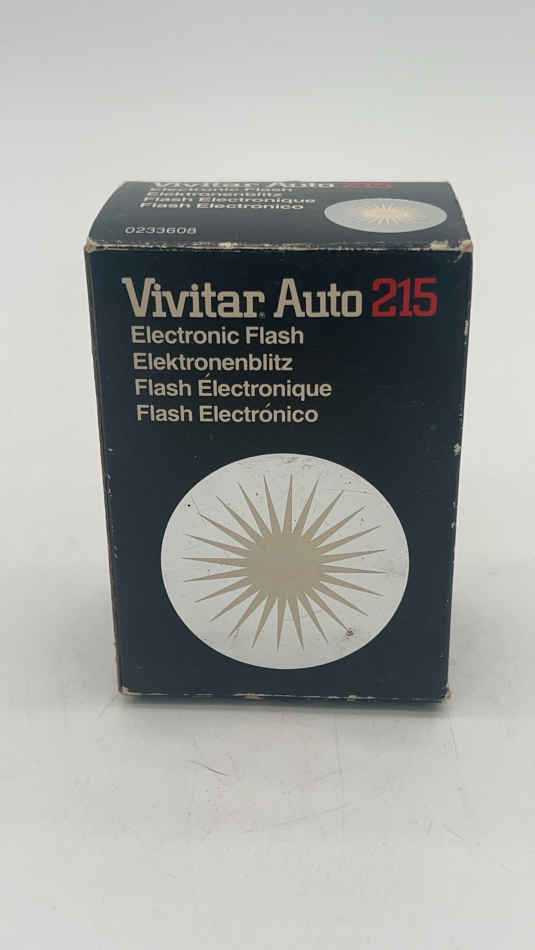 Vivitar Auto 215
Electronic Flash
Elektronenblitz
Flash Electronique
Flash Electrónico
0233608
Vivitar® Auto 215
Electronic Flash
Elektronenblitz
Flash Électronique
Flash Electrónico